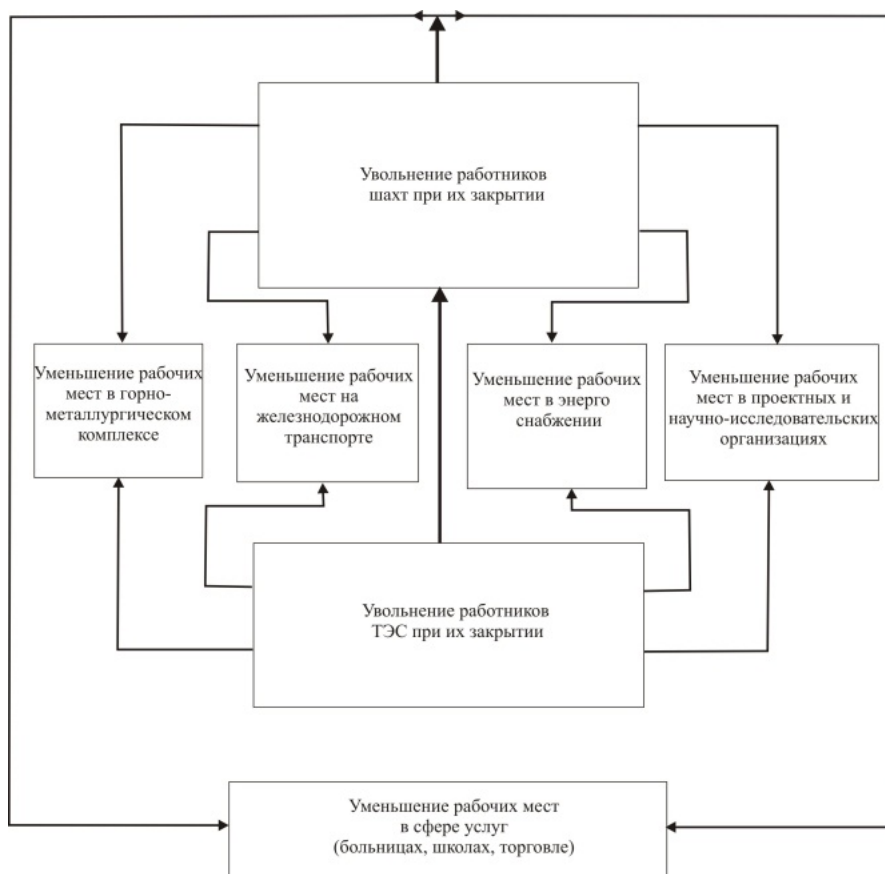 Увольнение работников
шахт при их закрытии
Уменьшение рабочих
мест в горно-
металлургическом
комплексе
Уменьшение рабочих
мест на
железнодорожном
транспорте
Уменьшение рабочих
мест в энерго
снабжении
Уменьшение рабочих
мест в проектных и
научно-исследовательских
организациях
Увольнение работников
ТЭС при их закрытии
Уменьшение рабочих мест
в сфере услуг
(больницах, школах, торговле)